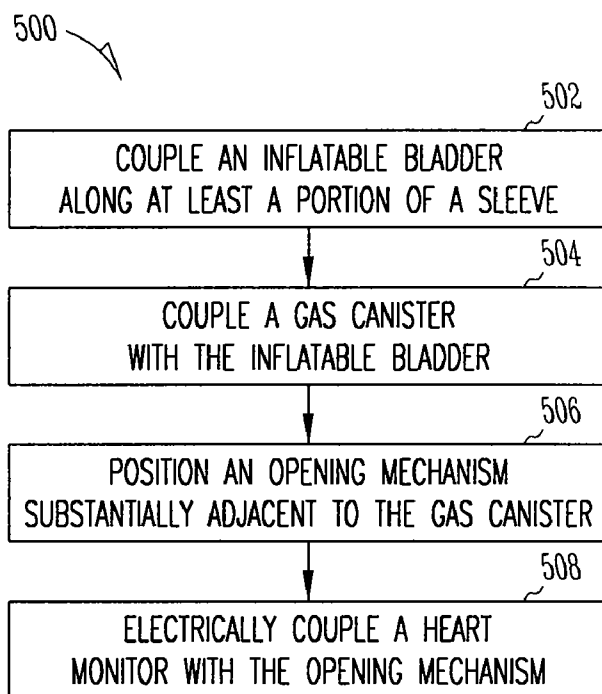 500
502
COUPLE AN INFLATABLE BLADDER
ALONG AT LEAST A PORTION OF A SLEEVE
504
COUPLE A GAS CANISTER
WITH THE INFLATABLE BLADDER
506
POSITION AN OPENING MECHANISM
SUBSTANTIALLY ADJACENT TO THE GAS CANISTER
508
ELECTRICALLY COUPLE A HEART
MONITOR WITH THE OPENING MECHANISM